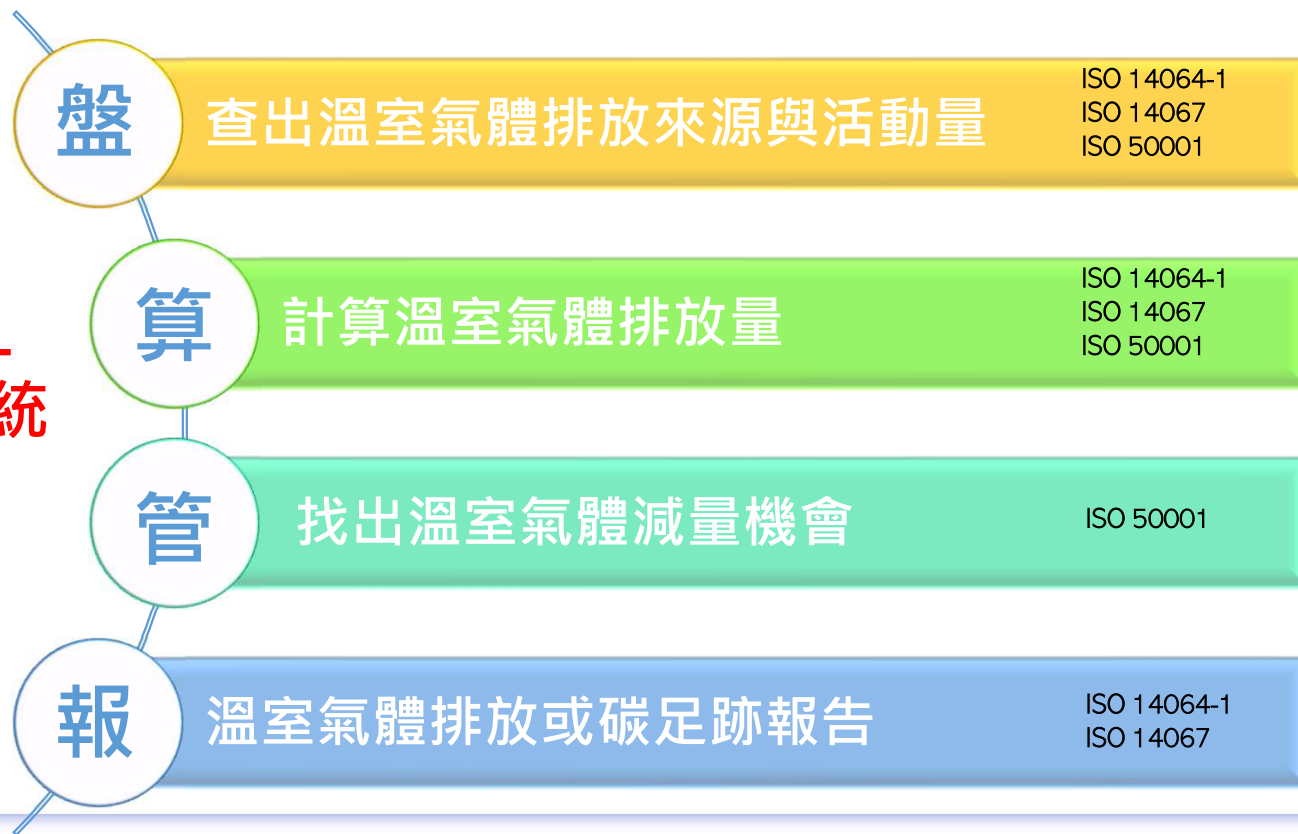 盤
查出溫室氣體排放來源與活動量
ISO 14064-1
ISO 14067
ISO 50001
算
計算溫室氣體排放量
ISO 14064-1
ISO 14067
ISO 50001
統
管
找出溫室氣體減量機會
ISO 50001
報
溫室氣體排放或碳足跡報告
ISO 14064-1
ISO 14067